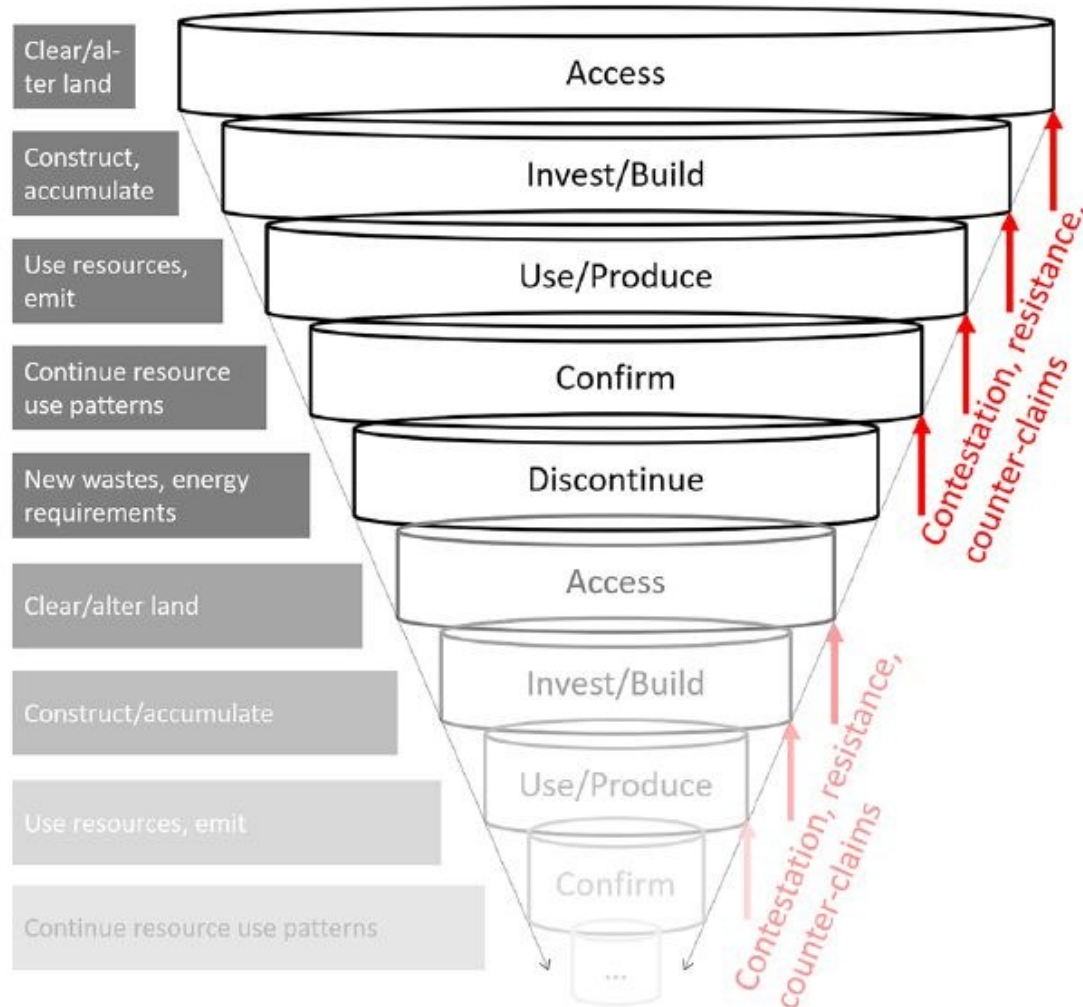 Clear/al-
ter land
Access
Construct,
accumulate
Invest/Build
Use resources,
emit
Use/Produce
Continue resource
use patterns
Confirm
Contestation, resistance,
counter-claims
New wastes, energy
requirements
Discontinue
Clear/alter land
Access
Construct/accumulate
Invest/Build
Use resources, emit
Use/Produce
Continue resource use patterns
Confirm
Contestation, resistance,
counter-claims
...